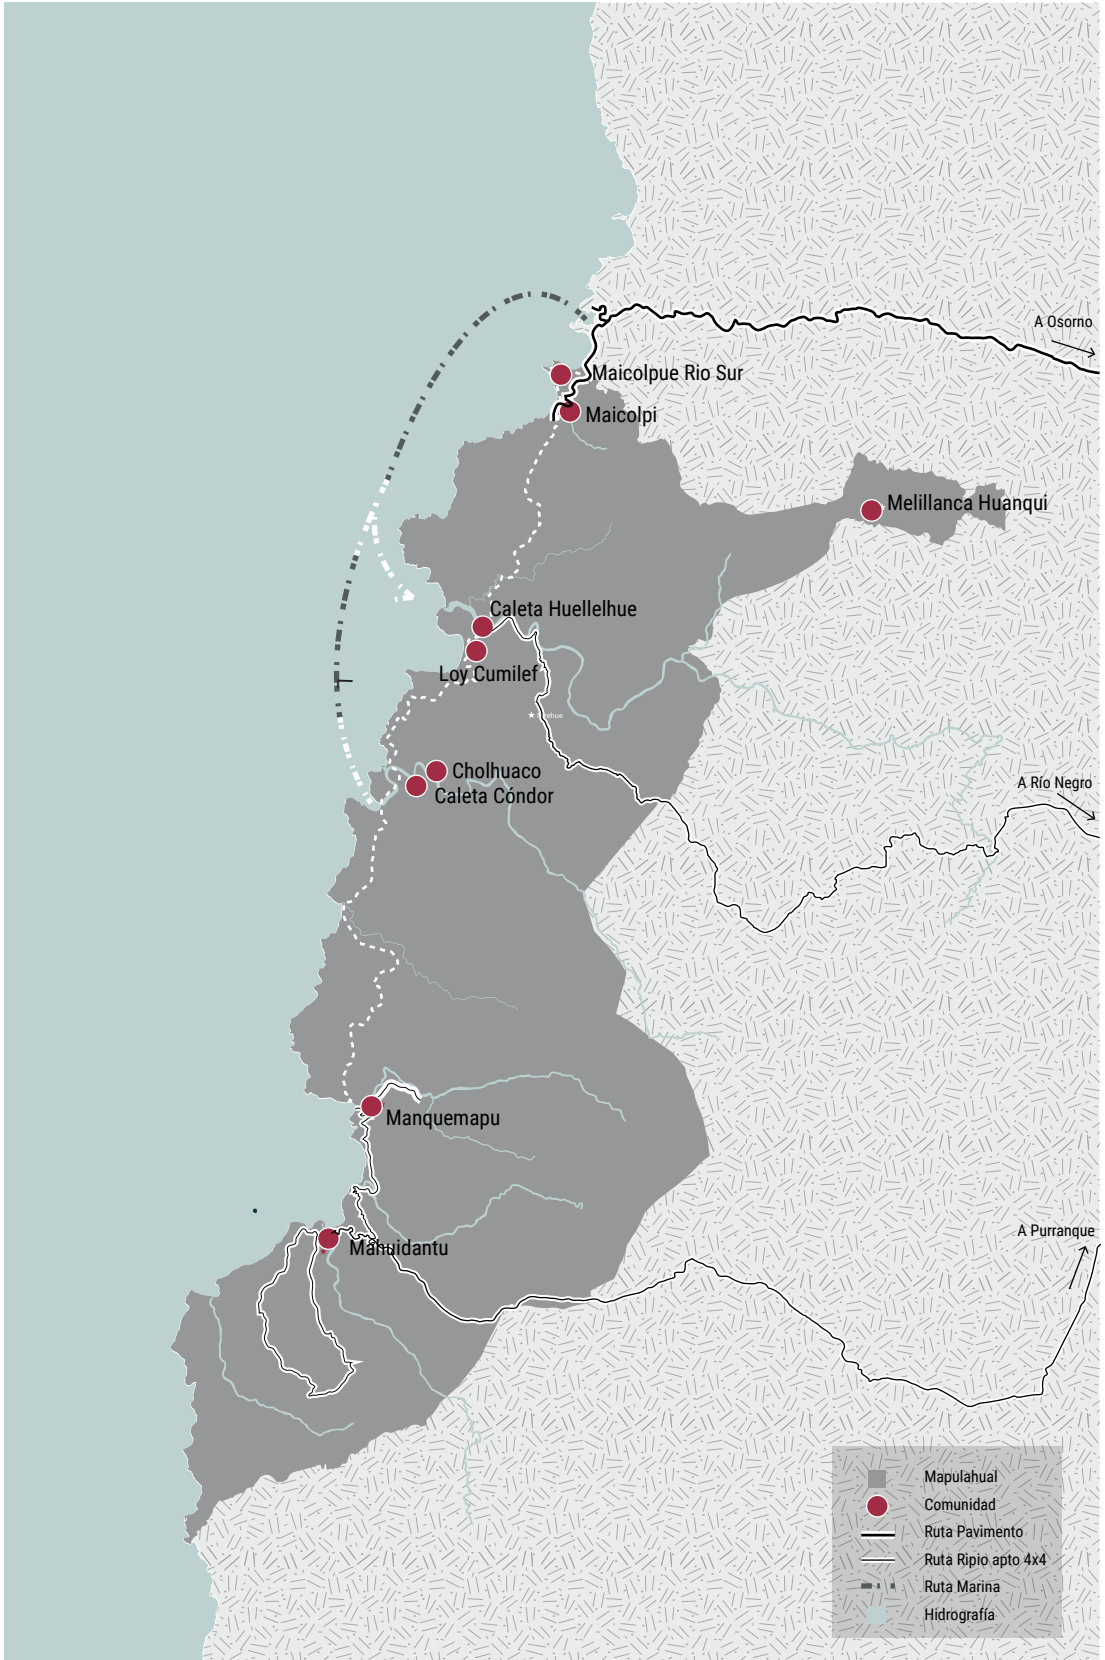 A Osorno
Maicolpue Rio Sur
Maicolpi
Melillanca Huanqui
Caleta Huellelhue
Loy Cumilef
Cholhuaco
Caleta Cóndor
A Río Negro
Manquemapu
A Purranque
Mahuidantu
Mapulahual
Comunidad
Ruta Pavimento
Ruta Ripio apto 4x4
Ruta Marina
Hidrografía